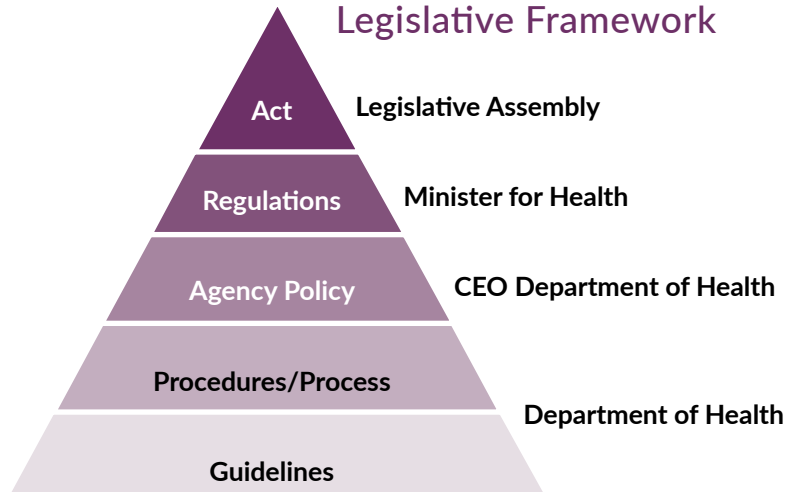 Legislative Framework
Act
Legislative Assembly
Regulations
Minister for Health
Agency Policy
CEO Department of Health
Procedures/Process
Department of Health
Guidelines